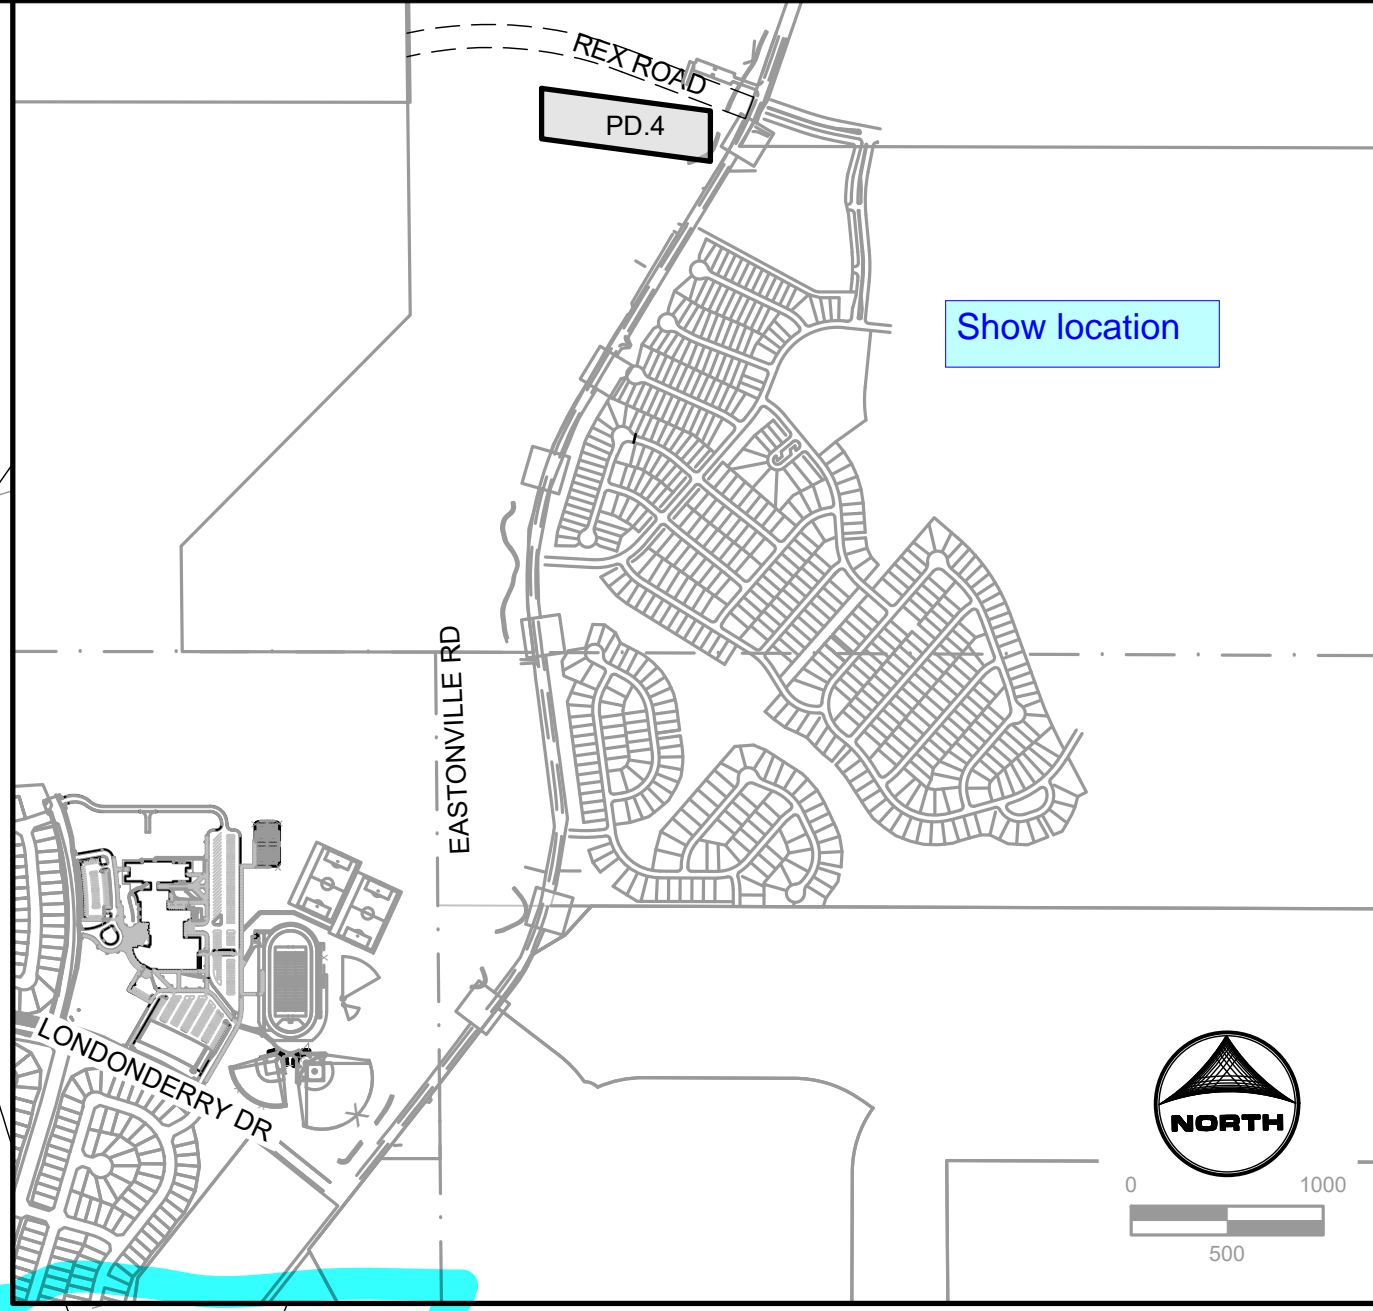 REX ROAD
PD.4
Show location
EASTONVILLE RD
LONDONDERRY DR
NORTH
0 1000
500